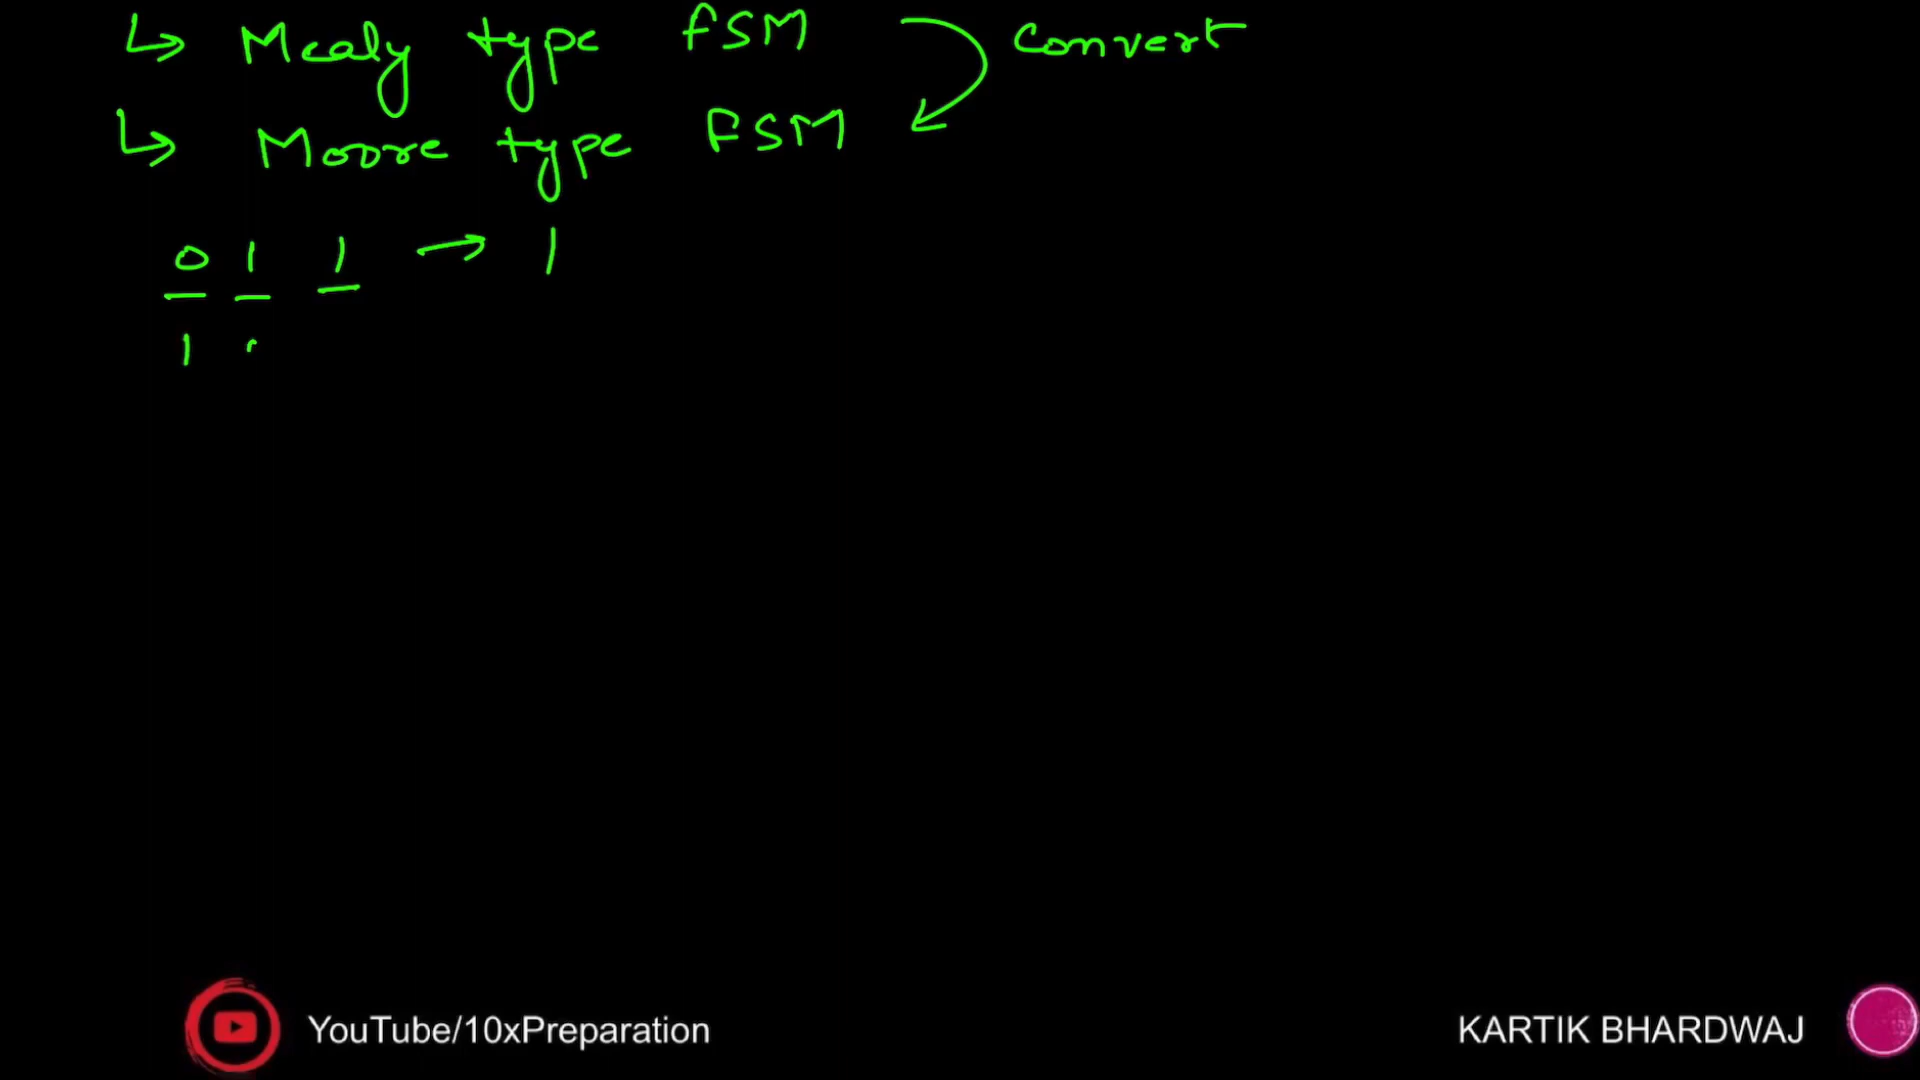 ↳ Mealy type FSM convert
↳ Moore type FSM
0 1 1 → 1
1
YouTube/10xPreparation
KARTIK BHARDWAJ